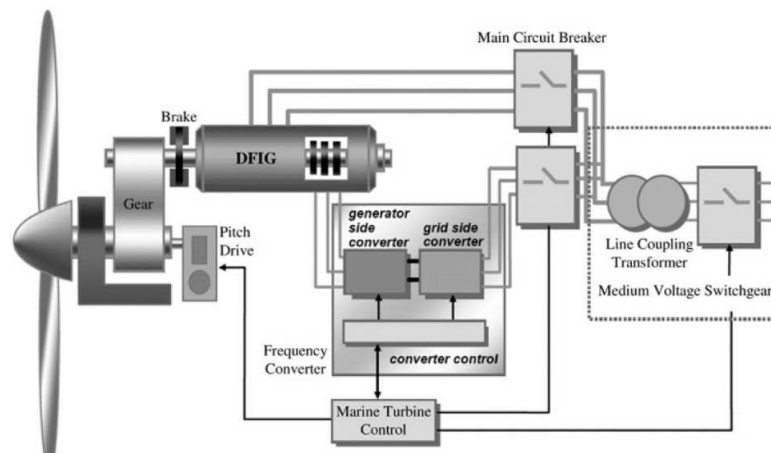 Main Circuit Breaker
Brake
DFIG
Gear
Pitch
Drive
generator
side
converter
grid side
converter
Line Coupling
Transformer
Medium Voltage Switchgear
Frequency
Converter
converter control
Marine Turbine
Control